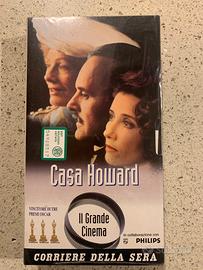 Casa Howard
VINCITORE DI TRE
PREMI OSCAR
Il Grande
Cinema
in collaborazione con
PHILIPS
CORRIERE DELLA SERA